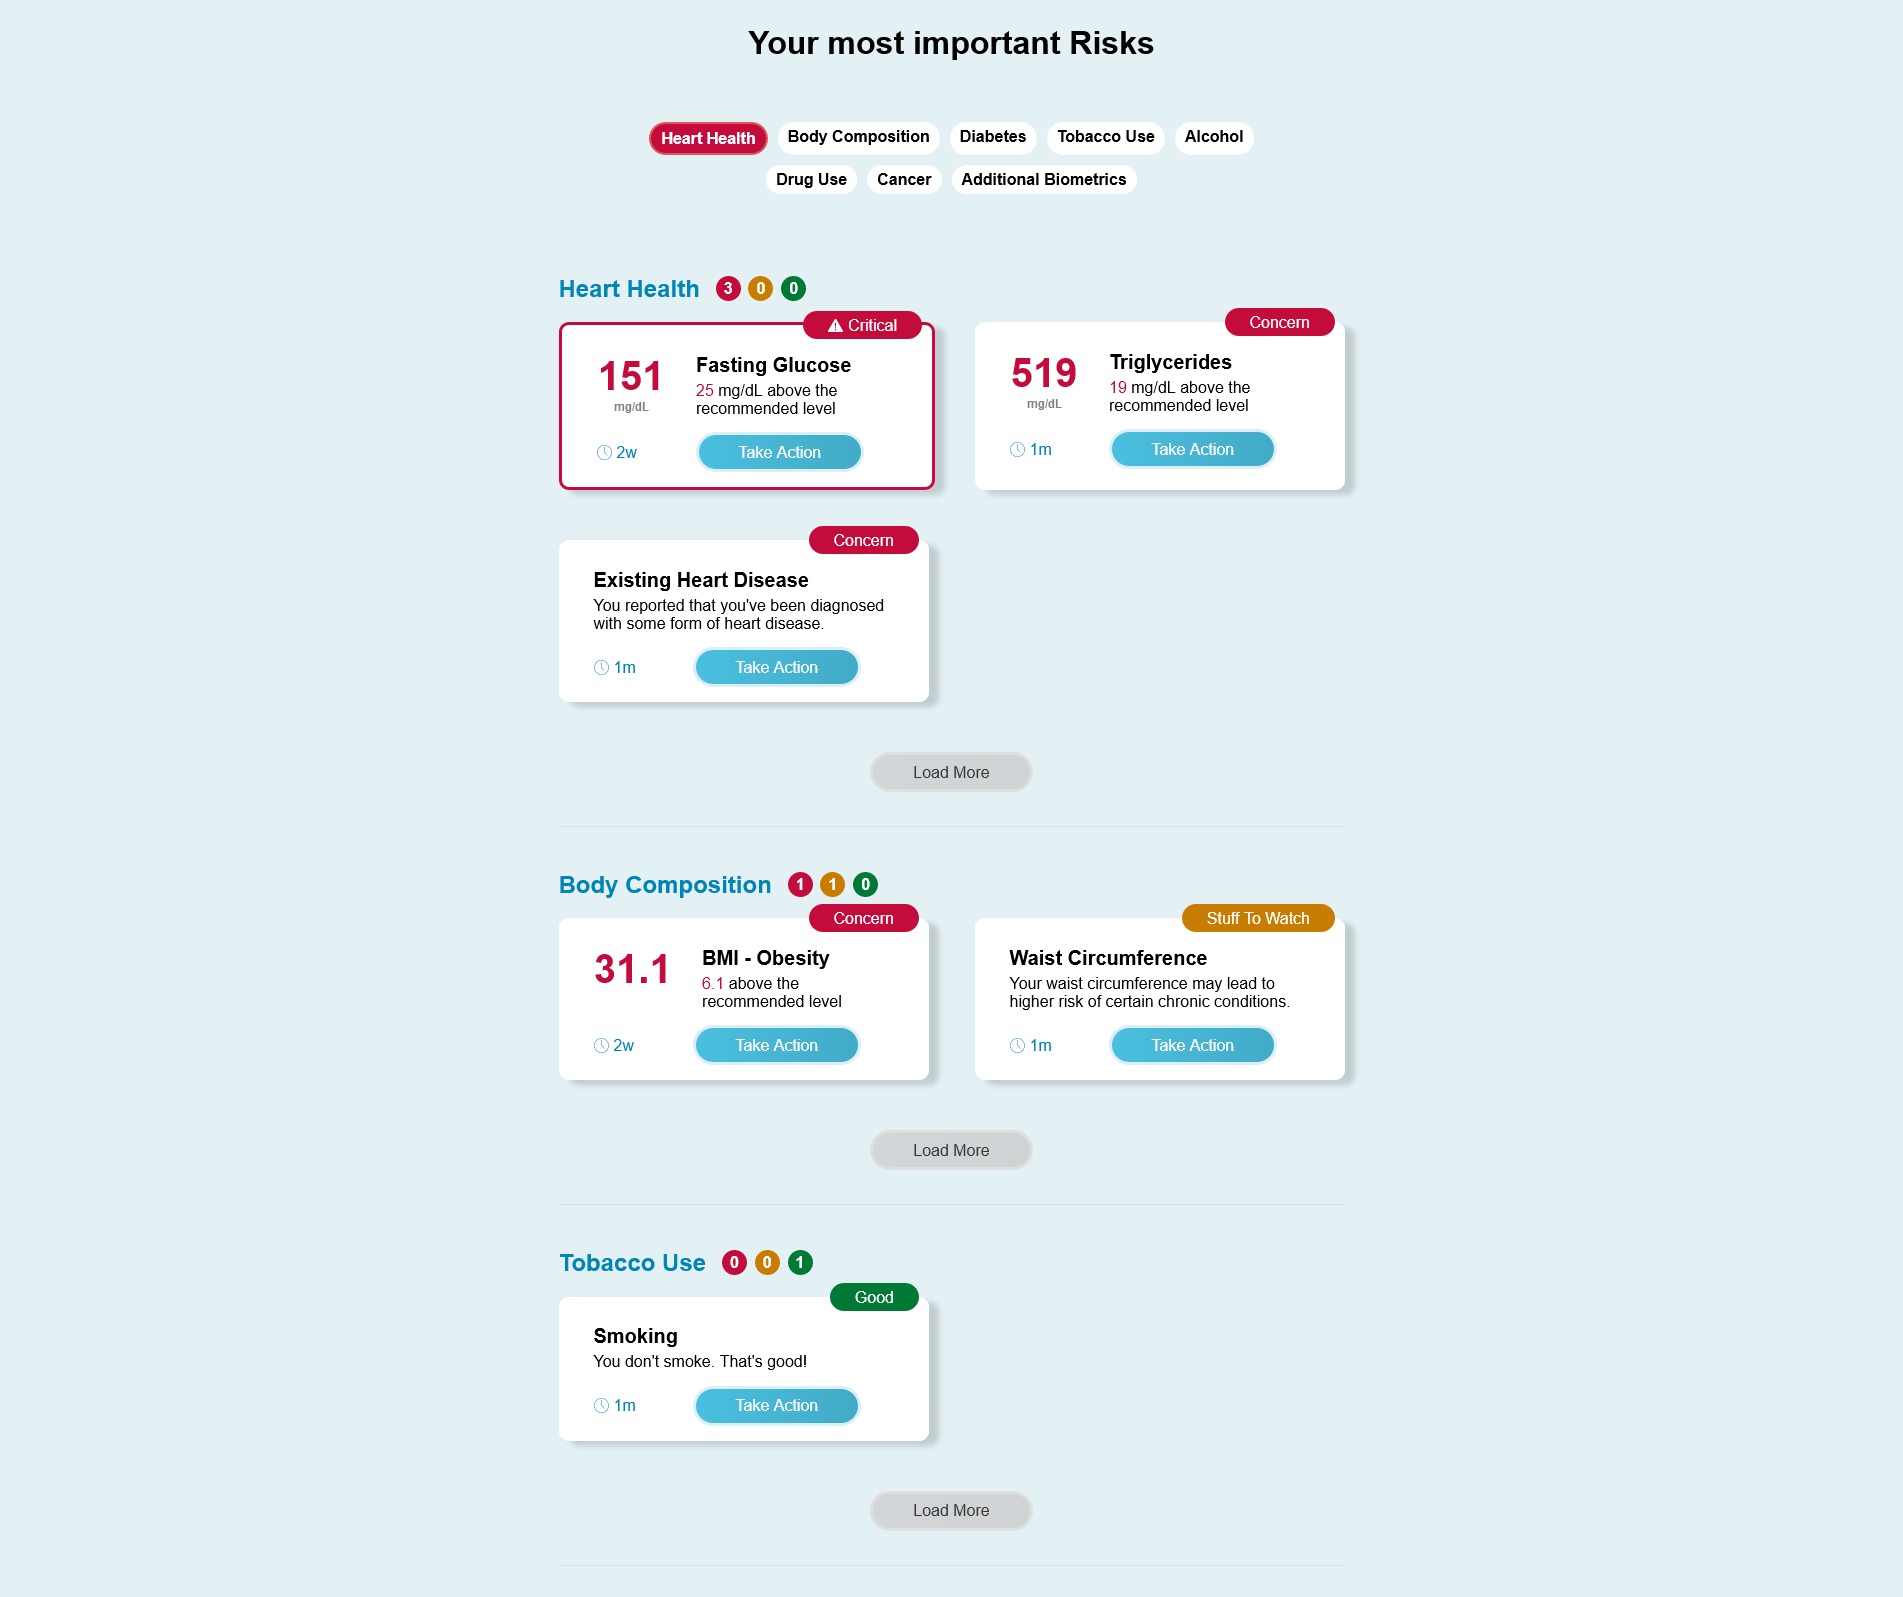 Your most important Risks
Heart Health
Body Composition
Diabetes
Tobacco Use
Alcohol
Drug Use
Cancer
Additional Biometrics
Heart Health 3 0 0
Critical
151
mg/dL
Fasting Glucose
25 mg/dL above the
recommended level
2w
Take Action
Concern
519
mg/dL
Triglycerides
19 mg/dL above the
recommended level
1m
Take Action
Concern
Existing Heart Disease
You reported that you've been diagnosed
with some form of heart disease.
1m
Take Action
Load More
Body Composition 1 1 0
Concern
31.1
BMI - Obesity
6.1 above the
recommended level
2w
Take Action
Stuff To Watch
Waist Circumference
Your waist circumference may lead to
higher risk of certain chronic conditions.
1m
Take Action
Load More
Tobacco Use 0 0 1
Good
Smoking
You don't smoke. That's good!
1m
Take Action
Load More